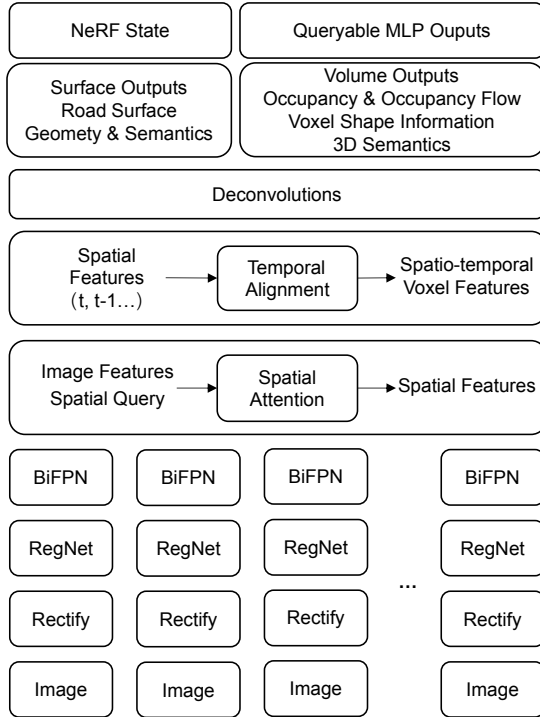 NeRF State
Queryable MLP Ouputs
Surface Outputs
Road Surface
Geomety & Semantics
Volume Outputs
Occupancy & Occupancy Flow
Voxel Shape Information
3D Semantics
Deconvolutions
Spatial
Features
(t, t-1...)
Temporal
Alignment
Spatio-temporal
Voxel Features
Image Features
Spatial Query
Spatial
Attention
Spatial Features
BiFPN BiFPN BiFPN BiFPN
RegNet RegNet RegNet RegNet
...
Rectify Rectify Rectify Rectify
Image Image Image Image